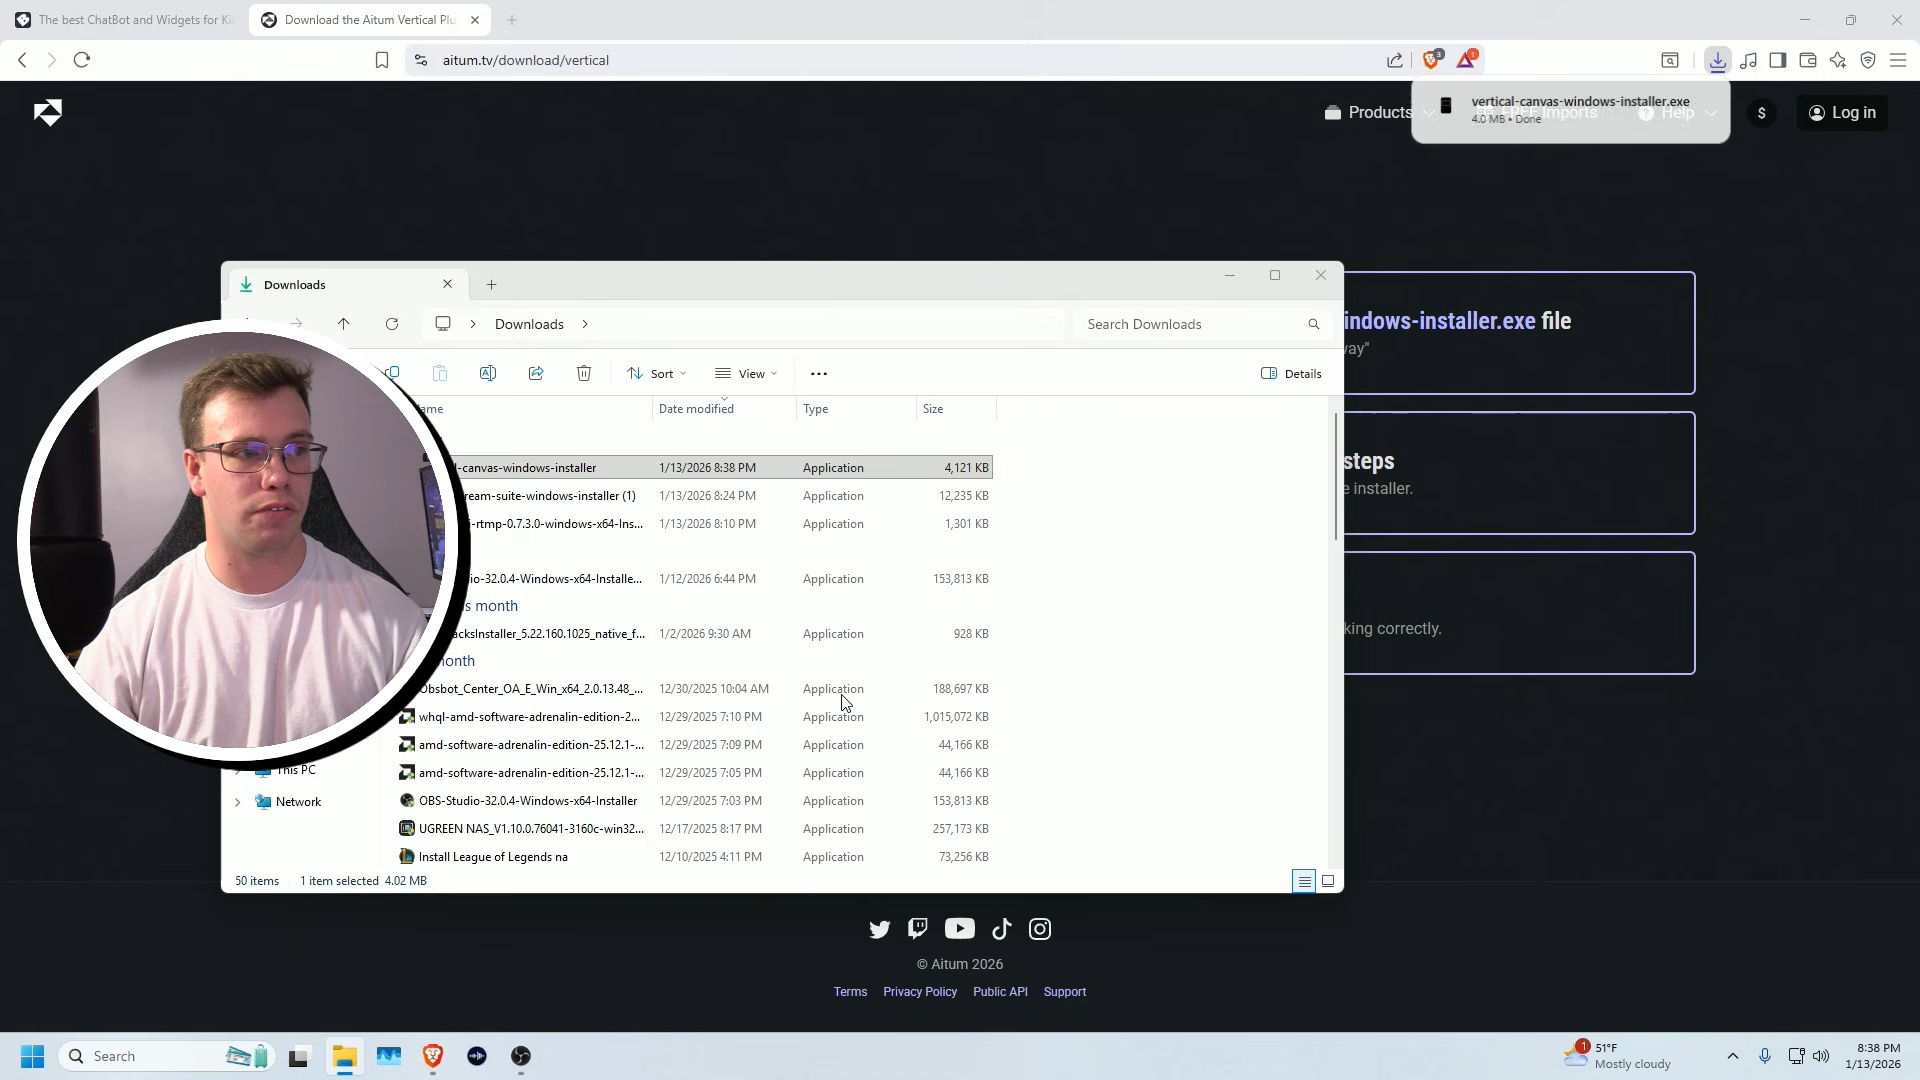 The best ChatBot and Widgets for Kic
Download the Aitum Vertical Plu
aitum.tv/download/vertical
3
1
vertical-canvas-windows-installer.exe
4.0 MB • Done
Products
FREE Imports
Help
$
Log in
Downloads
Downloads
Search Downloads
Sort
View
Details
ame
Date modified
Type
Size
l-canvas-windows-installer
1/13/2026 8:38 PM
Application
4,121 KB
ream-suite-windows-installer (1)
1/13/2026 8:24 PM
Application
12,235 KB
i-rtmp-0.7.3.0-windows-x64-Ins...
1/13/2026 8:10 PM
Application
1,301 KB
io-32.0.4-Windows-x64-Installe...
1/12/2026 6:44 PM
Application
153,813 KB
s month
acksInstaller_5.22.160.1025_native_f...
1/2/2026 9:30 AM
Application
928 KB
month
Obsbot_Center_OA_E_Win_x64_2.0.13.48_...
12/30/2025 10:04 AM
Application
188,697 KB
whql-amd-software-adrenalin-edition-2...
12/29/2025 7:10 PM
Application
1,015,072 KB
amd-software-adrenalin-edition-25.12.1-...
12/29/2025 7:09 PM
Application
44,166 KB
amd-software-adrenalin-edition-25.12.1-...
12/29/2025 7:05 PM
Application
44,166 KB
OBS-Studio-32.0.4-Windows-x64-Installer
12/29/2025 7:03 PM
Application
153,813 KB
UGREEN NAS_V1.10.0.76041-3160c-win32...
12/17/2025 8:17 PM
Application
257,173 KB
Install League of Legends na
12/10/2025 4:11 PM
Application
73,256 KB
This PC
Network
50 items
1 item selected 4.02 MB
indows-installer.exe file
way"
steps
e installer.
king correctly.
© Aitum 2026
Terms
Privacy Policy
Public API
Support
Search
1
51°F
Mostly cloudy
8:38 PM
1/13/2026